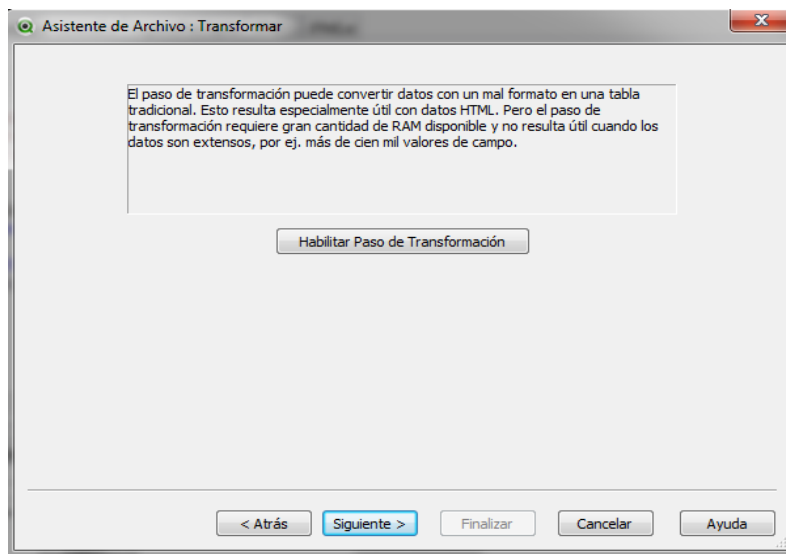 Asistente de Archivo : Transformar
x
El paso de transformación puede convertir datos con un mal formato en una tabla
tradicional. Esto resulta especialmente útil con datos HTML. Pero el paso de
transformación requiere gran cantidad de RAM disponible y no resulta útil cuando los
datos son extensos, por ej. más de cien mil valores de campo.
Habilitar Paso de Transformación
< Atrás
Siguiente >
Finalizar
Cancelar
Ayuda